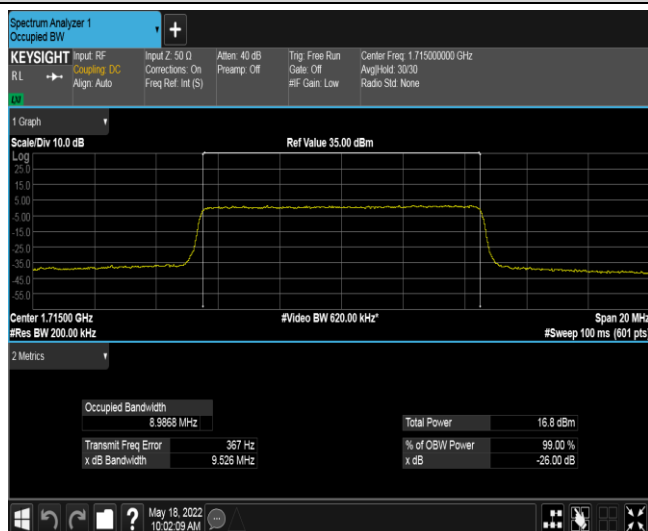 Spectrum Analyzer 1
Occupied BW
+
KEYSIGHT
RL
LXI
Input: RF
Coupling: DC
Align: Auto
Input Z: 50 Ω
Corrections: On
Freq Ref: Int (S)
Atten: 40 dB
Preamp: Off
Trig: Free Run
Gate: Off
#IF Gain: Low
Center Freq: 1.715000000 GHz
Avg|Hold: 30/30
Radio Std: None
1 Graph
Scale/Div 10.0 dB
Ref Value 35.00 dBm
Log
25.0
15.0
5.00
-5.00
-15.0
-25.0
-35.0
-45.0
-55.0
Center 1.71500 GHz
#Video BW 620.00 kHz*
Span 20 MHz
#Res BW 200.00 kHz
#Sweep 100 ms (601 pts)
2 Metrics
Occupied Bandwidth
8.9868 MHz
Total Power 16.8 dBm
Transmit Freq Error 367 Hz
% of OBW Power 99.00 %
x dB Bandwidth 9.526 MHz
x dB -26.00 dB
?
May 18, 2022
10:02:09 AM